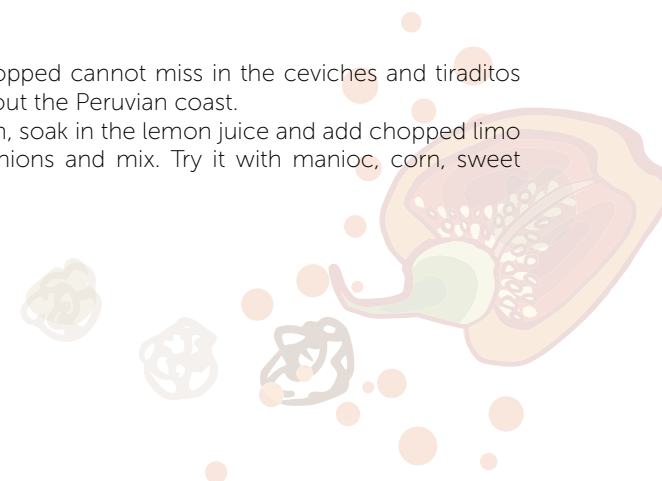 opped cannot miss in the ceviches and tiraditos
out the Peruvian coast.
, soak in the lemon juice and add chopped limo
nions and mix. Try it with manioc, corn, sweet